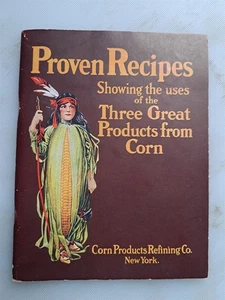 Proven Recipes
Showing the uses
of the
Three Great
Products from
Corn
Corn Products Refining Co.
New York.